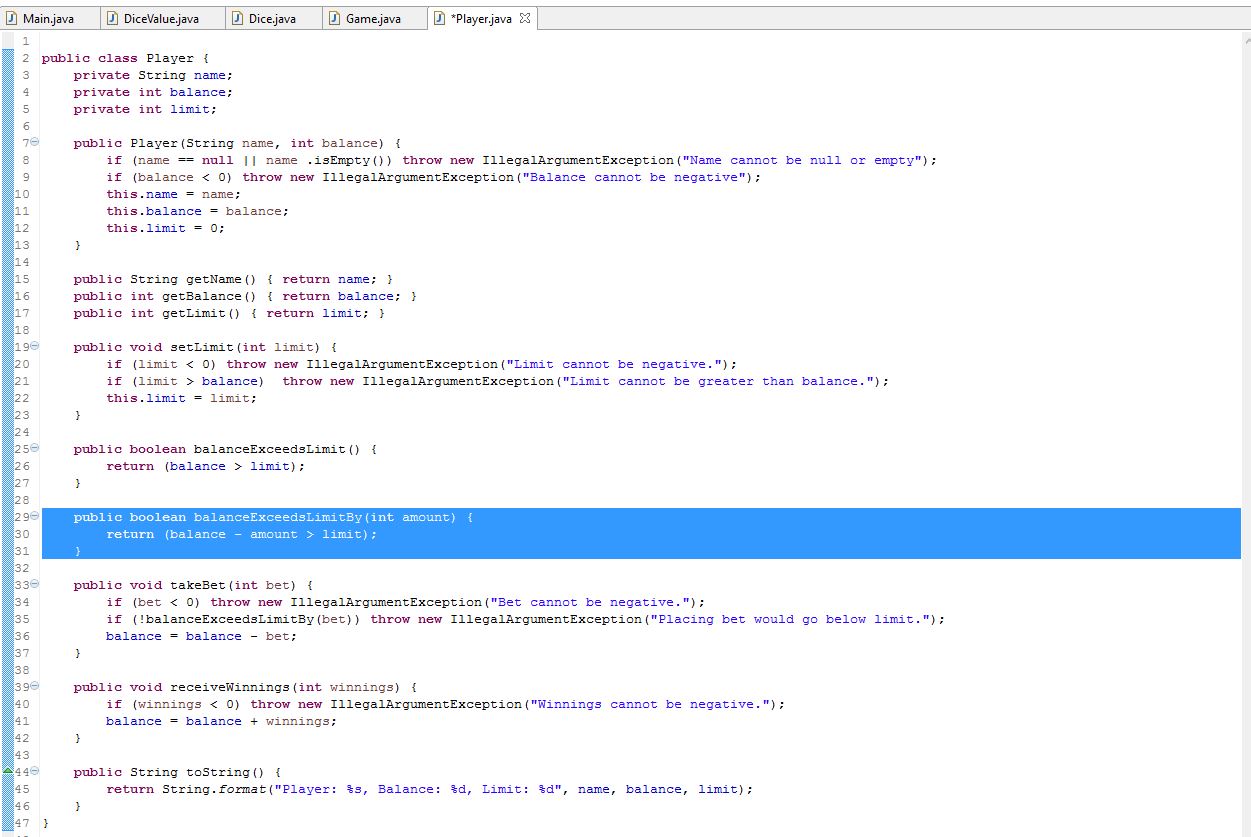 Main.java DiceValue.java Dice.java Game.java *Player.java
1
2 public class Player {
3 private String name;
4 private int balance;
5 private int limit;
6
7 public Player(String name, int balance) {
8 if (name == null || name .isEmpty()) throw new IllegalArgumentException("Name cannot be null or empty");
9 if (balance < 0) throw new IllegalArgumentException("Balance cannot be negative");
10 this.name = name;
11 this.balance = balance;
12 this.limit = 0;
13 }
14
15 public String getName() { return name; }
16 public int getBalance() { return balance; }
17 public int getLimit() { return limit; }
18
19 public void setLimit(int limit) {
20 if (limit < 0) throw new IllegalArgumentException("Limit cannot be negative.");
21 if (limit > balance)  throw new IllegalArgumentException("Limit cannot be greater than balance.");
22 this.limit = limit;
23 }
24
25 public boolean balanceExceedsLimit() {
26 return (balance > limit);
27 }
28
29 public boolean balanceExceedsLimitBy(int amount) {
30 return (balance - amount > limit);
31 }
32
33 public void takeBet(int bet) {
34 if (bet < 0) throw new IllegalArgumentException("Bet cannot be negative.");
35 if (!balanceExceedsLimitBy(bet)) throw new IllegalArgumentException("Placing bet would go below limit.");
36 balance = balance - bet;
37 }
38
39 public void receiveWinnings(int winnings) {
40 if (winnings < 0) throw new IllegalArgumentException("Winnings cannot be negative.");
41 balance = balance + winnings;
42 }
43
44 public String toString() {
45 return String.format("Player: %s, Balance: %d, Limit: %d", name, balance, limit);
46 }
47 }